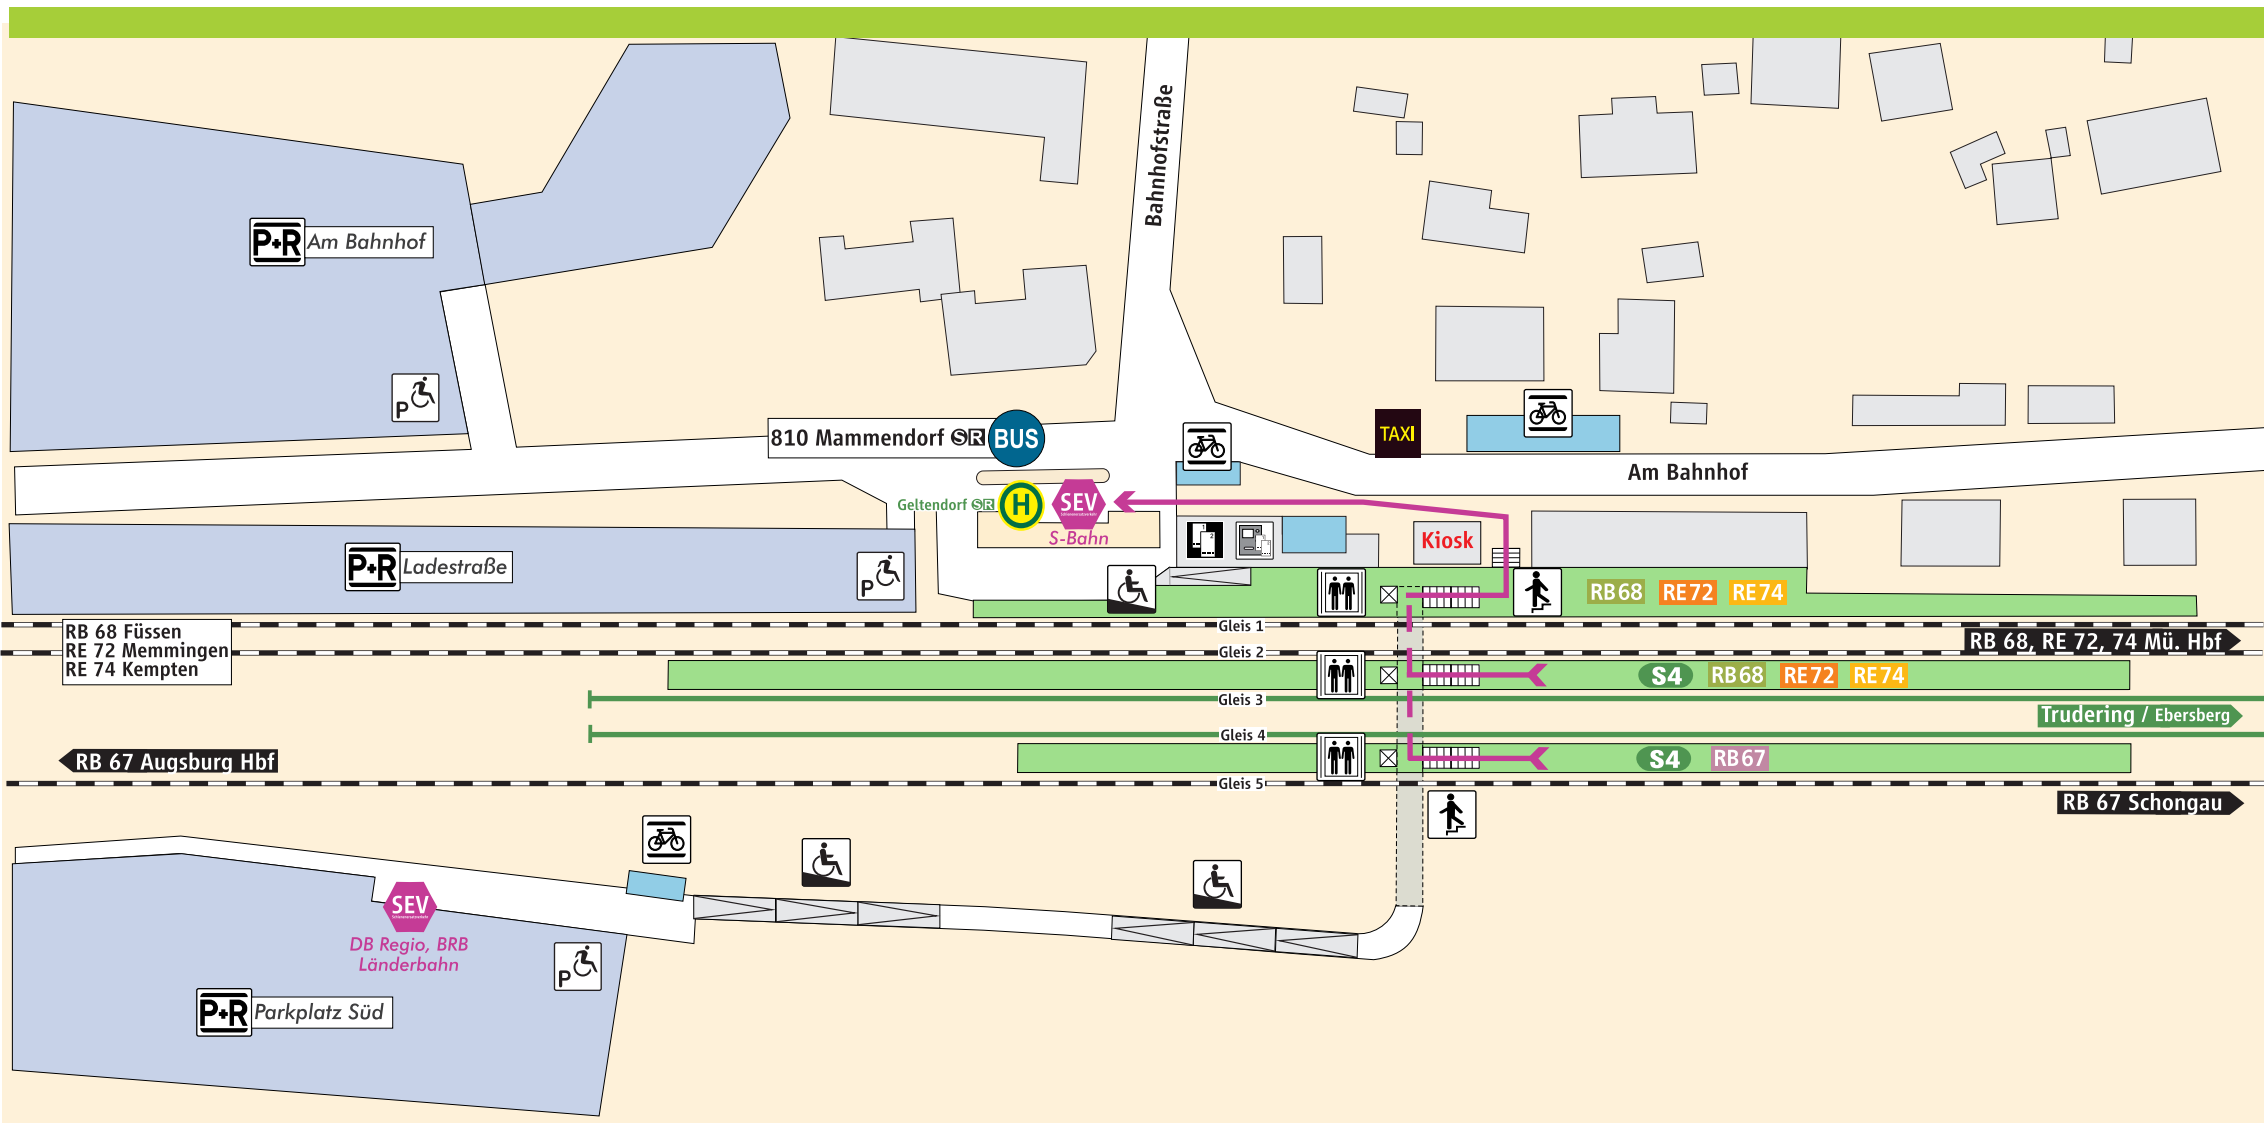 Bahnhofstraße
P+R Am Bahnhof
P
810 Mammendorf SR BUS
TAXI
Am Bahnhof
Geltendorf SR H SEV
S-Bahn
Kiosk
P+R Ladestraße
P
RB68 RE72 RE74
Gleis 1
RB 68 Füssen
RE 72 Memmingen
RE 74 Kempten
RB 68, RE 72, 74 Mü. Hbf
Gleis 2
S4 RB68 RE72 RE74
Gleis 3
Trudering / Ebersberg
Gleis 4
RB 67 Augsburg Hbf
S4 RB67
Gleis 5
RB 67 Schongau
SEV
DB Regio, BRB
Länderbahn
P
P+R Parkplatz Süd